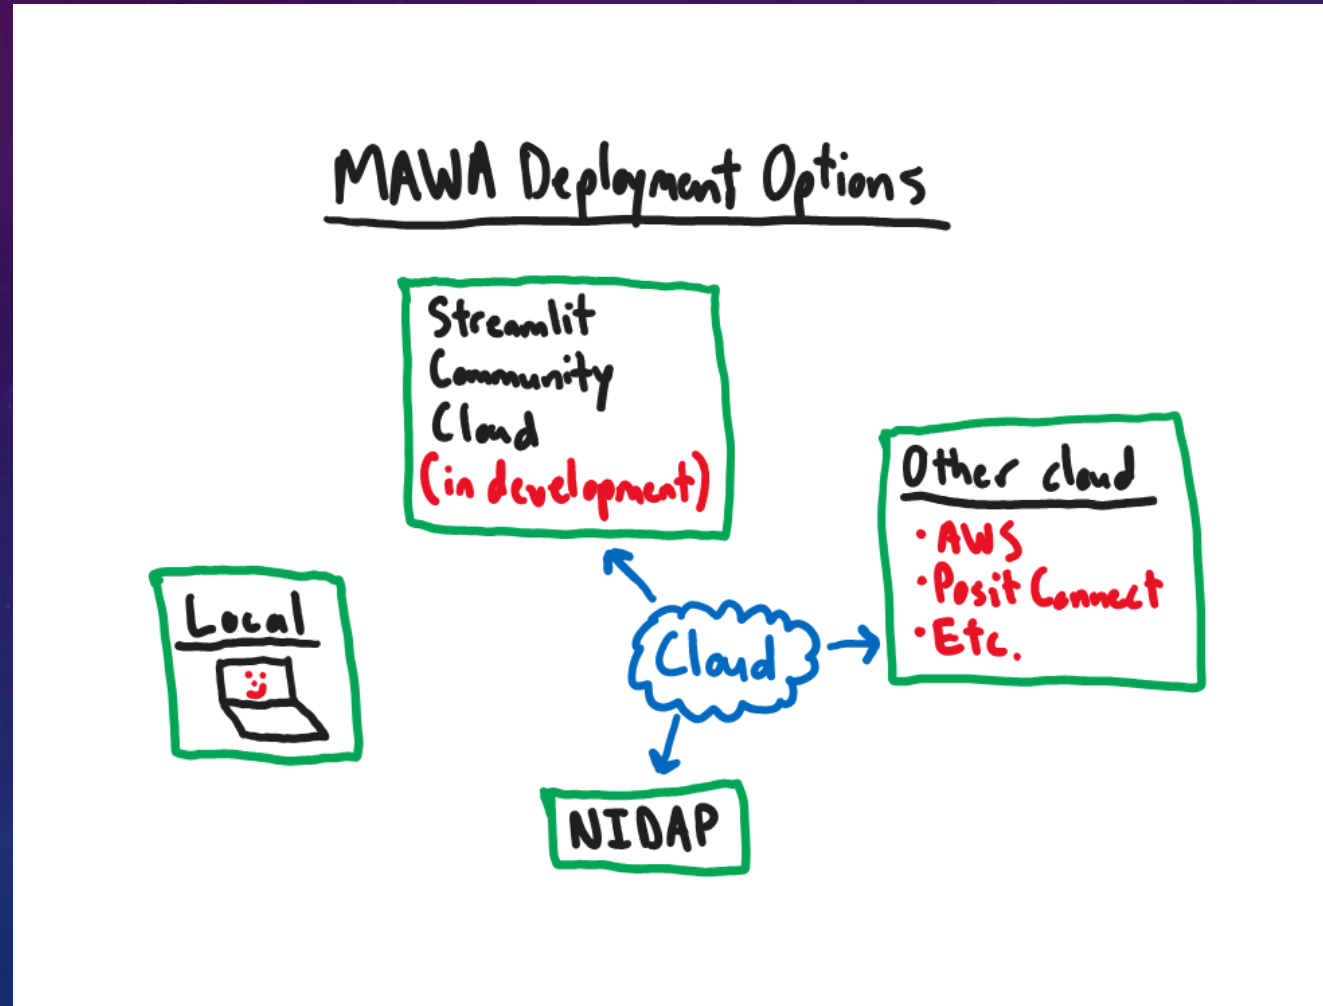 MAWA Deployment Options
Streamlit
Community
Cloud
(in development)
Other cloud
• AWS
• Posit Connect
• Etc.
Local
Cloud
NIDAP